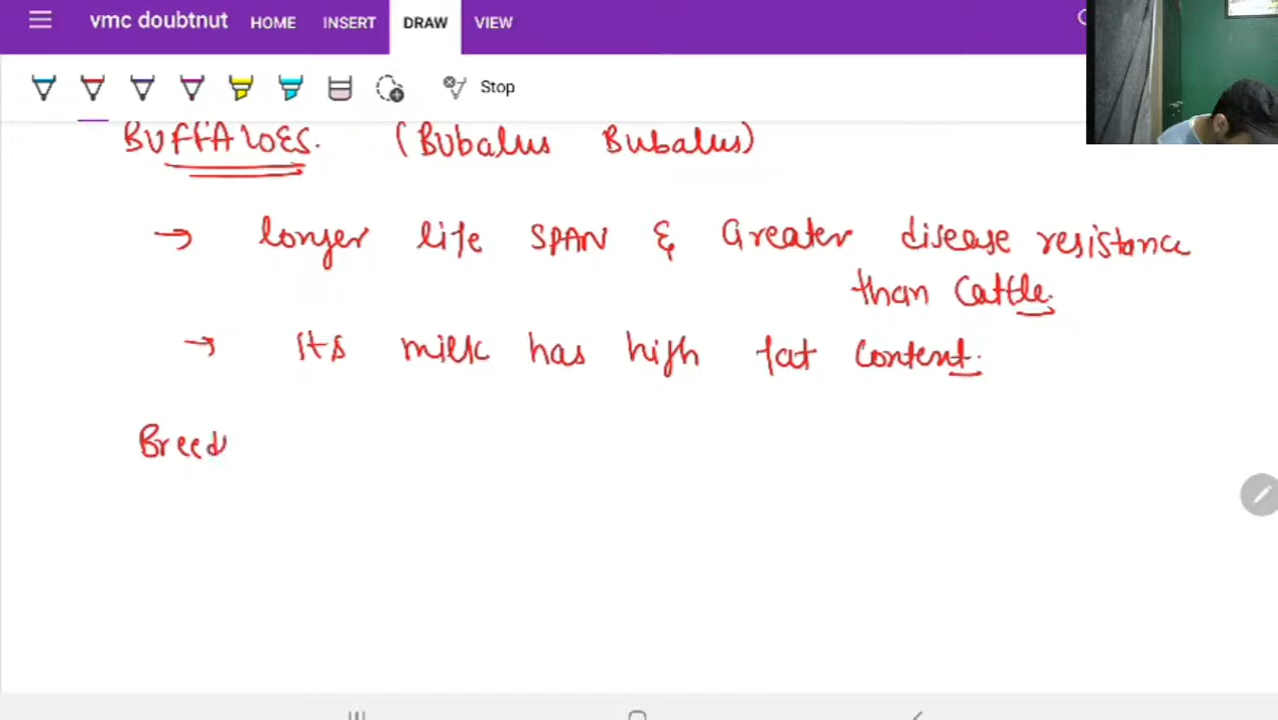 vmc doubtnut HOME INSERT DRAW VIEW
Stop
BUFFALOES. (Bubalus Bubalus)
→ longer life SPAN & Greater disease resistance
than Cattle.
→ Its milk has high fat content.
Breed